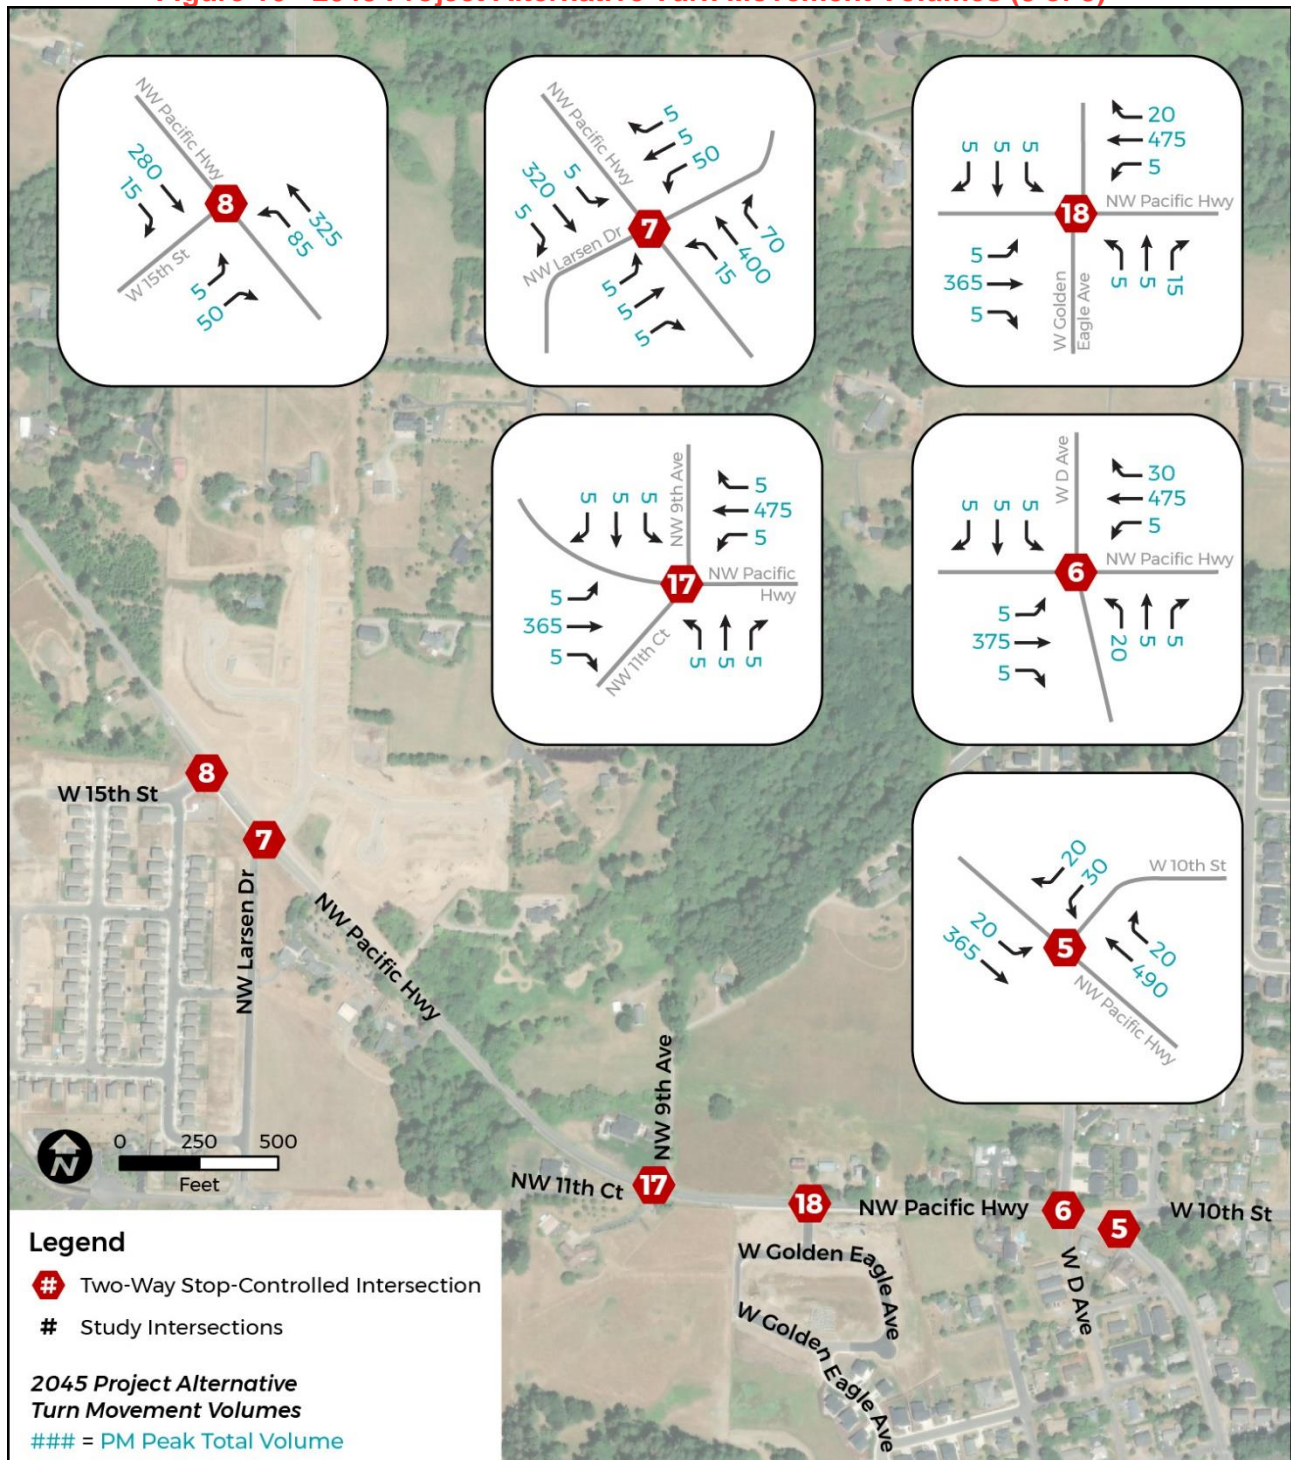 NW Pacific Hwy
280
15
325
85
5
50
W 15th St
8
NW Pacific Hwy
5
5
50
5
320
5
NW Larsen Dr
70
400
15
5
5
5
7
20
475
5
5
5
5
NW Pacific Hwy
18
5
365
5
W Golden
Eagle Ave
5
5
15
NW 9th Ave
5
475
5
5
5
5
NW Pacific
Hwy
17
5
365
5
NW 11th Ct
5
5
5
W D Ave
30
475
5
5
5
5
NW Pacific Hwy
6
5
375
5
20
5
5
W 10th St
20
30
20
365
5
20
490
NW Pacific Hwy
8
W 15th St
7
NW Larsen Dr
NW Pacific Hwy
NW 9th Ave
NW 11th Ct
17
18
NW Pacific Hwy
6
5
W 10th St
W Golden Eagle Ave
W Golden Eagle Ave
W D Ave
N
0 250 500
Feet
Legend
# Two-Way Stop-Controlled Intersection
# Study Intersections
2045 Project Alternative
Turn Movement Volumes
### = PM Peak Total Volume